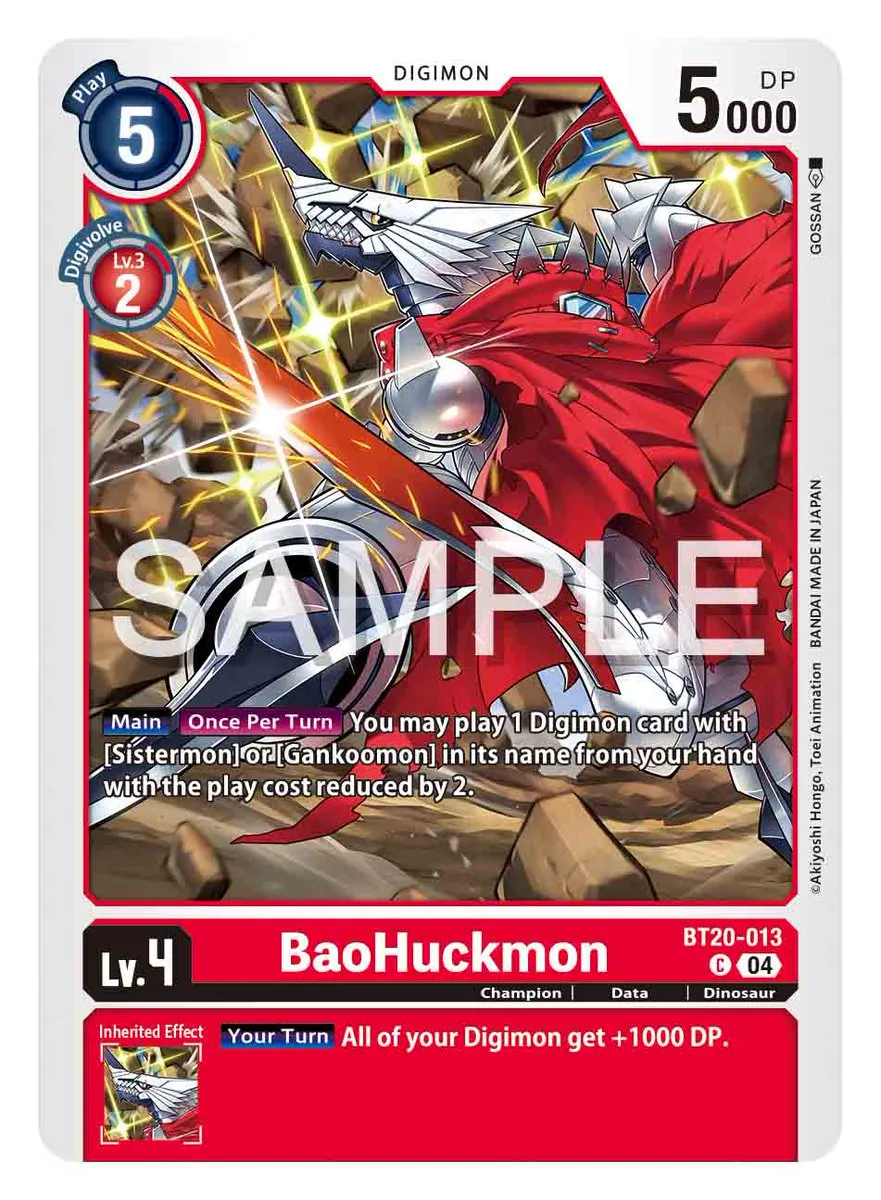 DIGIMON
Play
5
DP
5000
GOSSAN
Digivolve
Lv.3
2
SAMPLE
Main Once Per Turn You may play 1 Digimon card with
[Sistermon] or [Gankoomon] in its name from your hand
with the play cost reduced by 2.
©Akiyoshi Hongo, Toei Animation BANDAI MADE IN JAPAN
Lv.4
BaoHuckmon
BT20-013
C 04
Champion | Data | Dinosaur
Inherited Effect
Your Turn All of your Digimon get +1000 DP.